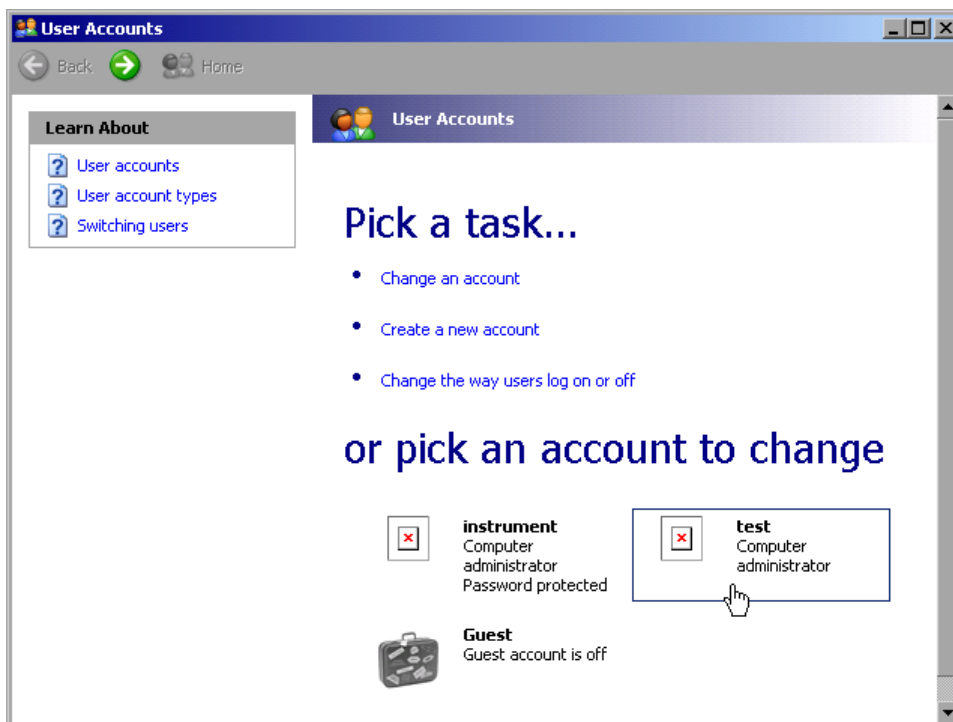 User Accounts
Back Home
Learn About
User accounts
User account types
Switching users
User Accounts
Pick a task...
Change an account
Create a new account
Change the way users log on or off
or pick an account to change
instrument
Computer
administrator
Password protected
test
Computer
administrator
Guest
Guest account is off